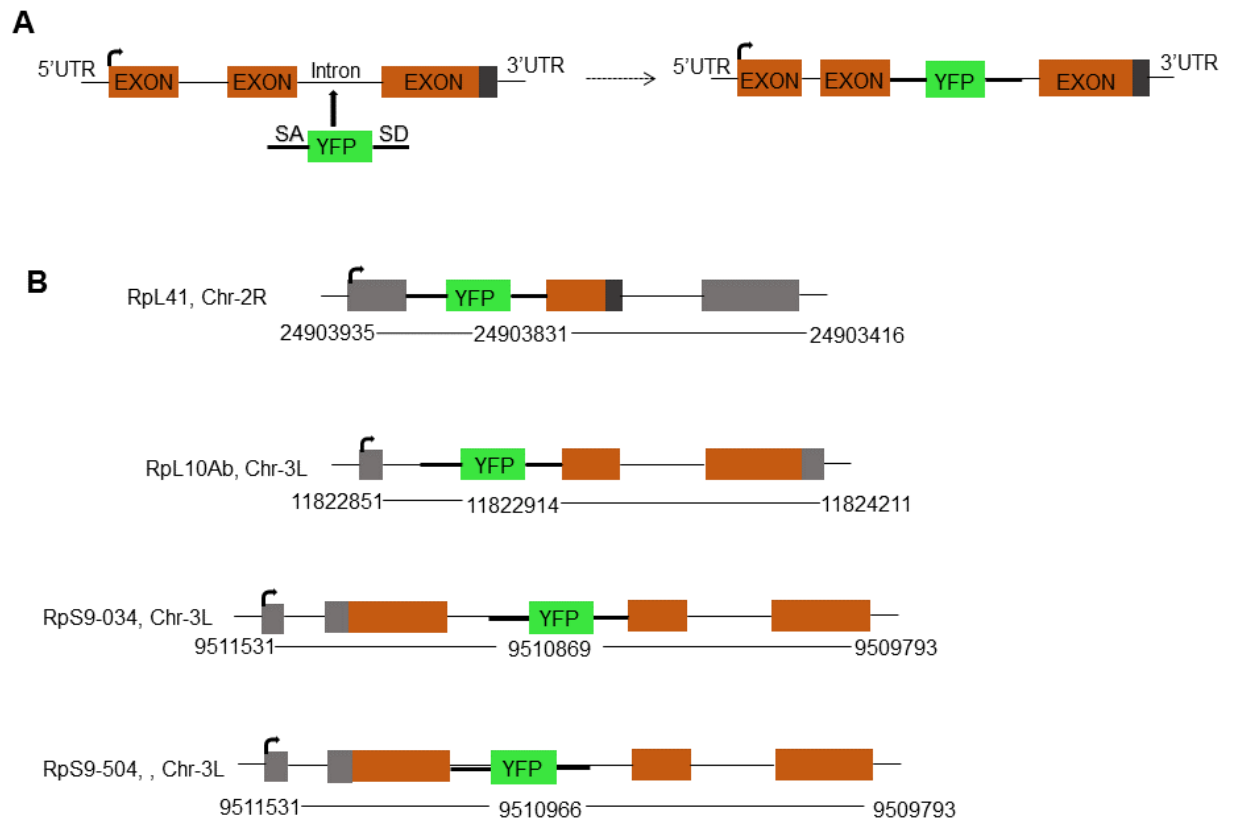 A
5'UTR EXON EXON Intron EXON 3'UTR
SA YFP SD
5'UTR EXON EXON YFP EXON 3'UTR
B
RpL41, Chr-2R YFP
24903935 24903831 24903416
RpL10Ab, Chr-3L YFP
11822851 11822914 11824211
RpS9-034, Chr-3L YFP
9511531 9510869 9509793
RpS9-504, , Chr-3L YFP
9511531 9510966 9509793